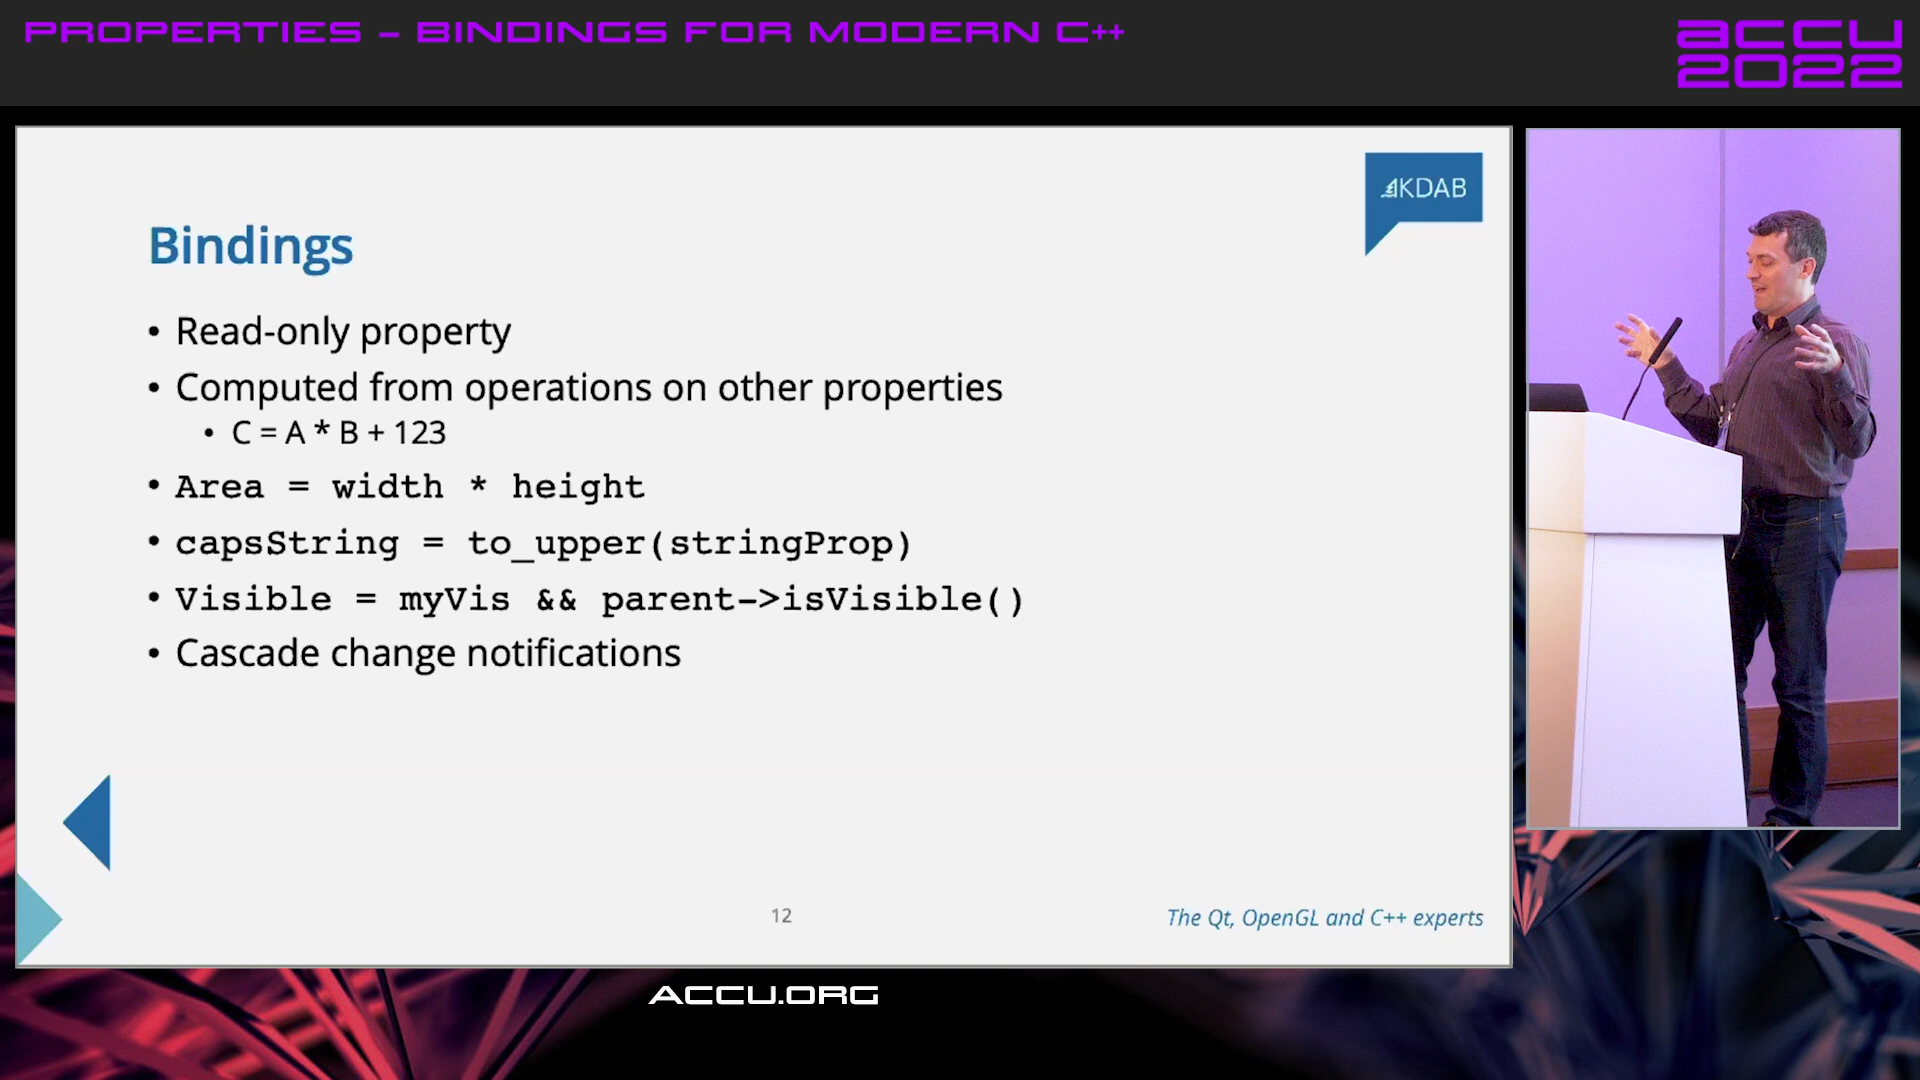 PROPERTIES - BINDINGS FOR MODERN C++
accu
2022
KDAB
Bindings
• Read-only property
• Computed from operations on other properties
• C = A * B + 123
• Area = width * height
• capsString = to_upper(stringProp)
• Visible = myVis && parent->isVisible()
• Cascade change notifications
12
The Qt, OpenGL and C++ experts
ACCU.ORG